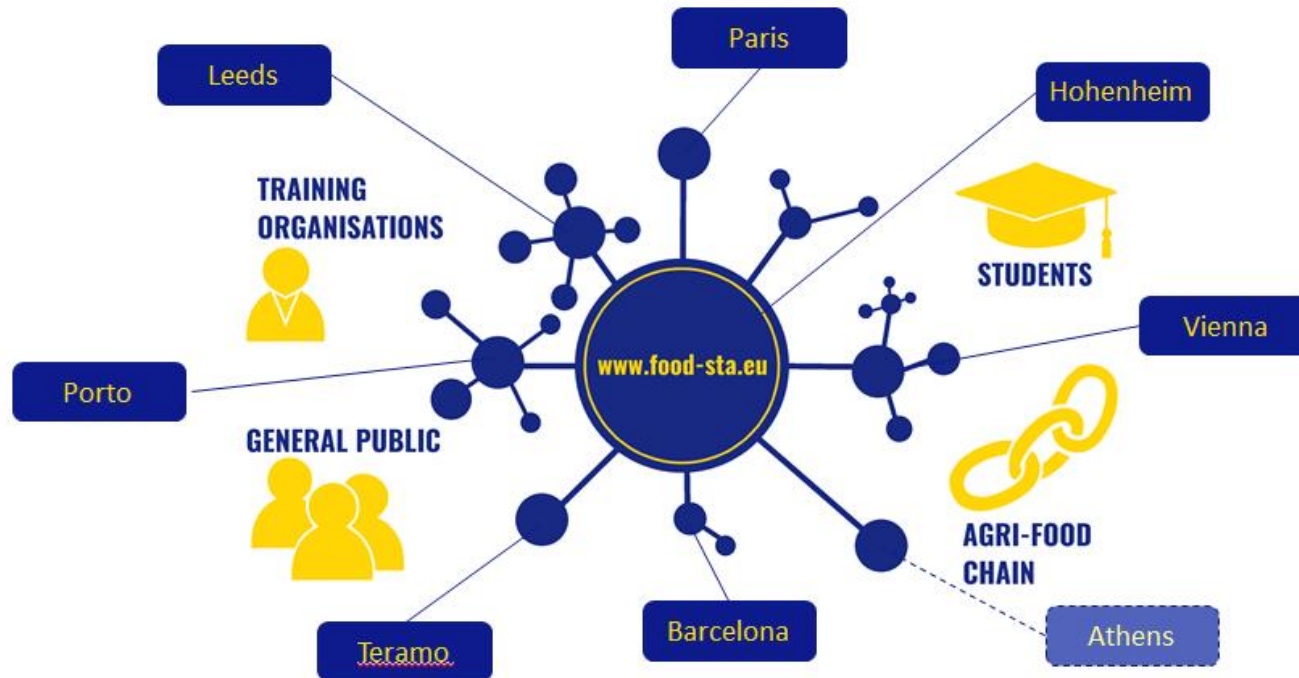 Paris
Leeds
Hohenheim
TRAINING
ORGANISATIONS
STUDENTS
Vienna
www.food-sta.eu
Porto
GENERAL PUBLIC
AGRI-FOOD
CHAIN
Barcelona
Athens
Teramo